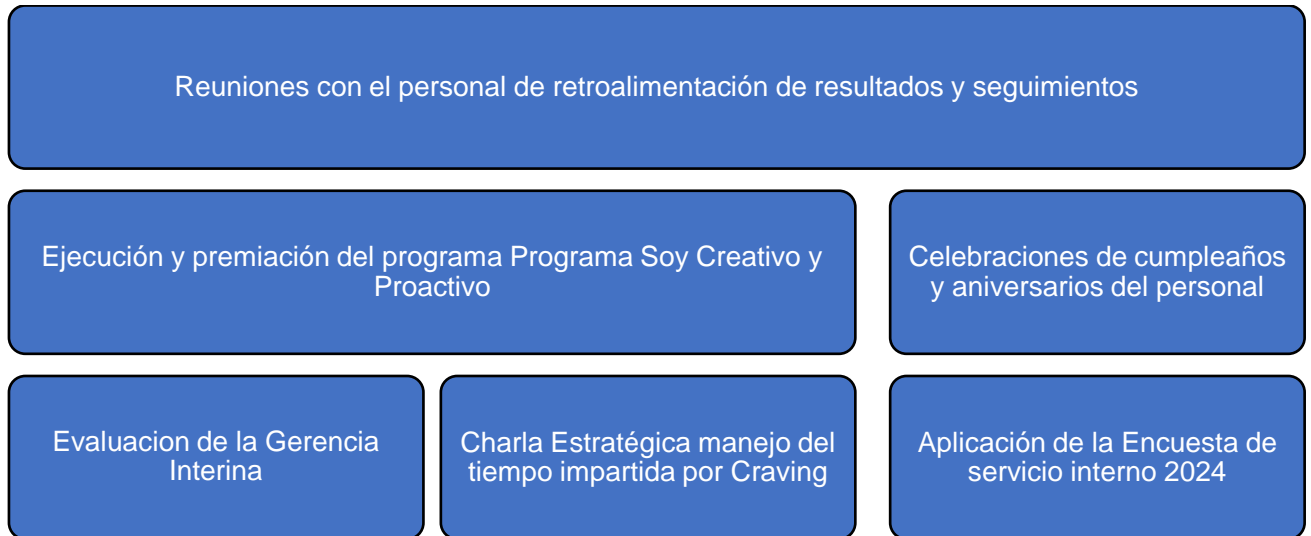 Reuniones con el personal de retroalimentación de resultados y seguimientos
Ejecución y premiación del programa Programa Soy Creativo y
Proactivo
Celebraciones de cumpleaños
y aniversarios del personal
Evaluacion de la Gerencia
Interina
Charla Estratégica manejo del
tiempo impartida por Craving
Aplicación de la Encuesta de
servicio interno 2024